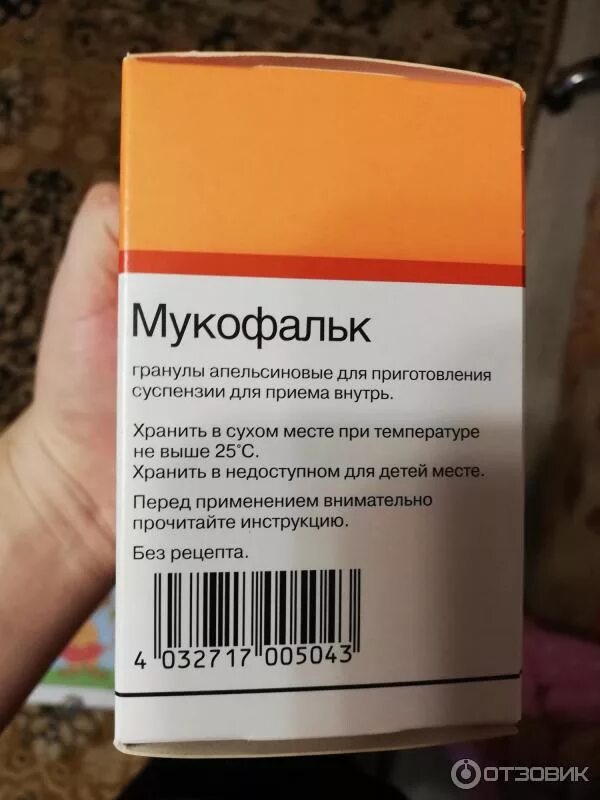 Мукофальк
гранулы апельсиновые для приготовления
суспензии для приема внутрь.
Хранить в сухом месте при температуре
не выше 25°С.
Хранить в недоступном для детей месте.
Перед применением внимательно
прочитайте инструкцию.
Без рецепта.
4 032717 005043
ОТЗОВИК